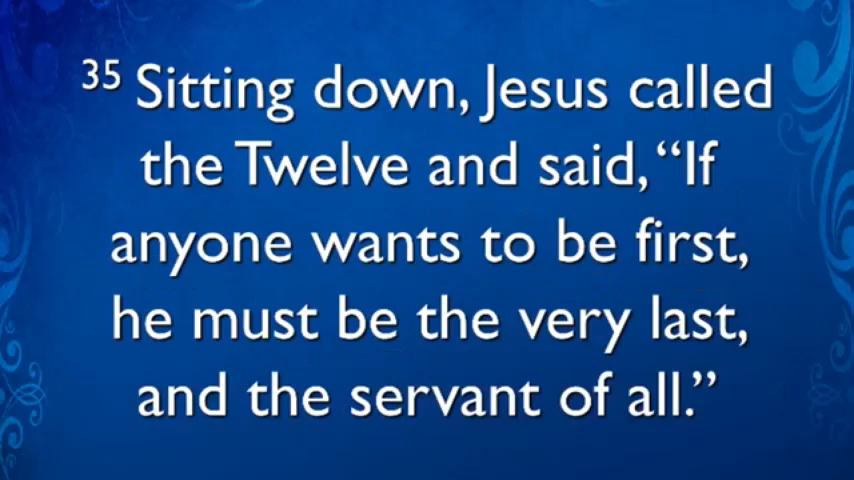 35 Sitting down, Jesus called
the Twelve and said, “If
anyone wants to be first,
he must be the very last,
and the servant of all.”